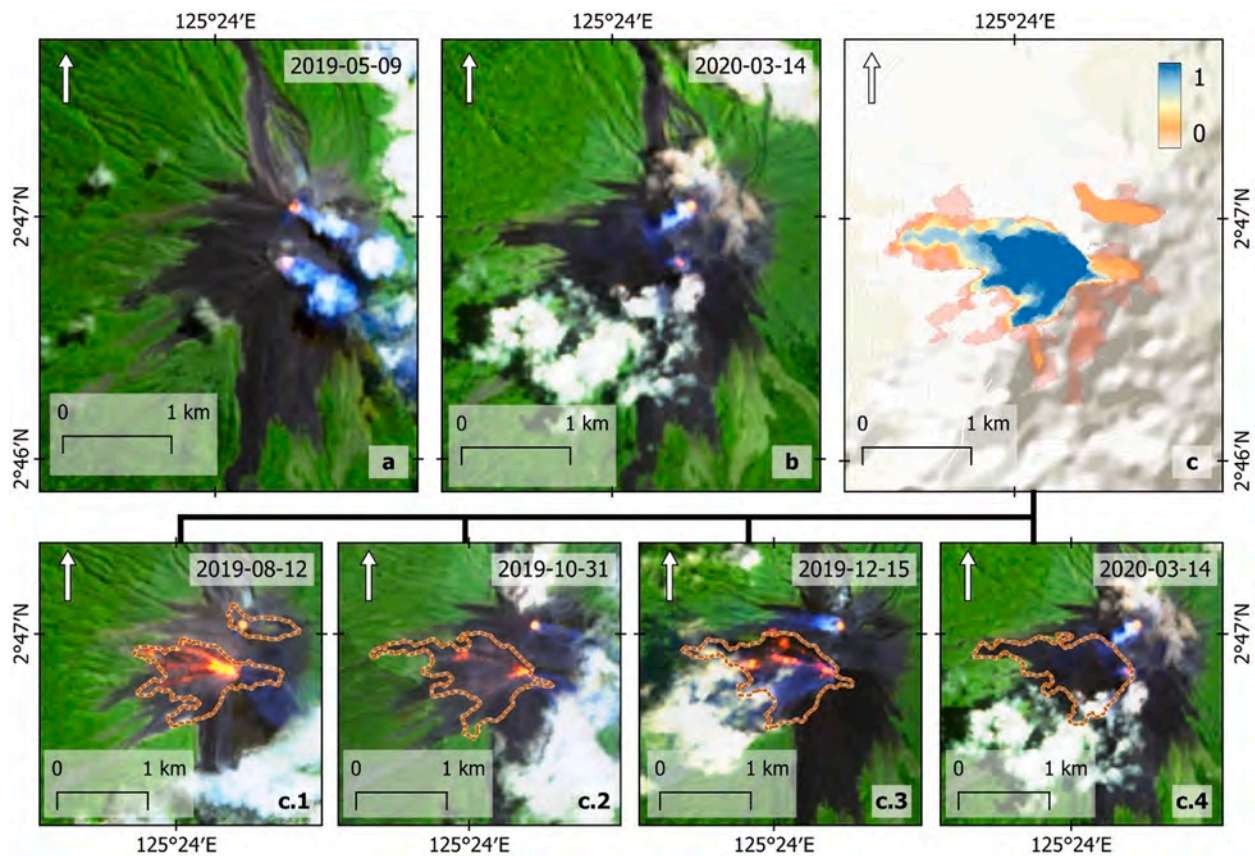 125°24′E 125°24′E 125°24′E
2019-05-09 2020-03-14 1
0
2°47′N 2°47′N
0 1 km 0 1 km 0 1 km
2°46′N a b c 2°46′N
2019-08-12 2019-10-31 2019-12-15 2020-03-14
2°47′N 2°47′N
0 1 km 0 1 km 0 1 km 0 1 km
c.1 c.2 c.3 c.4
125°24′E 125°24′E 125°24′E 125°24′E